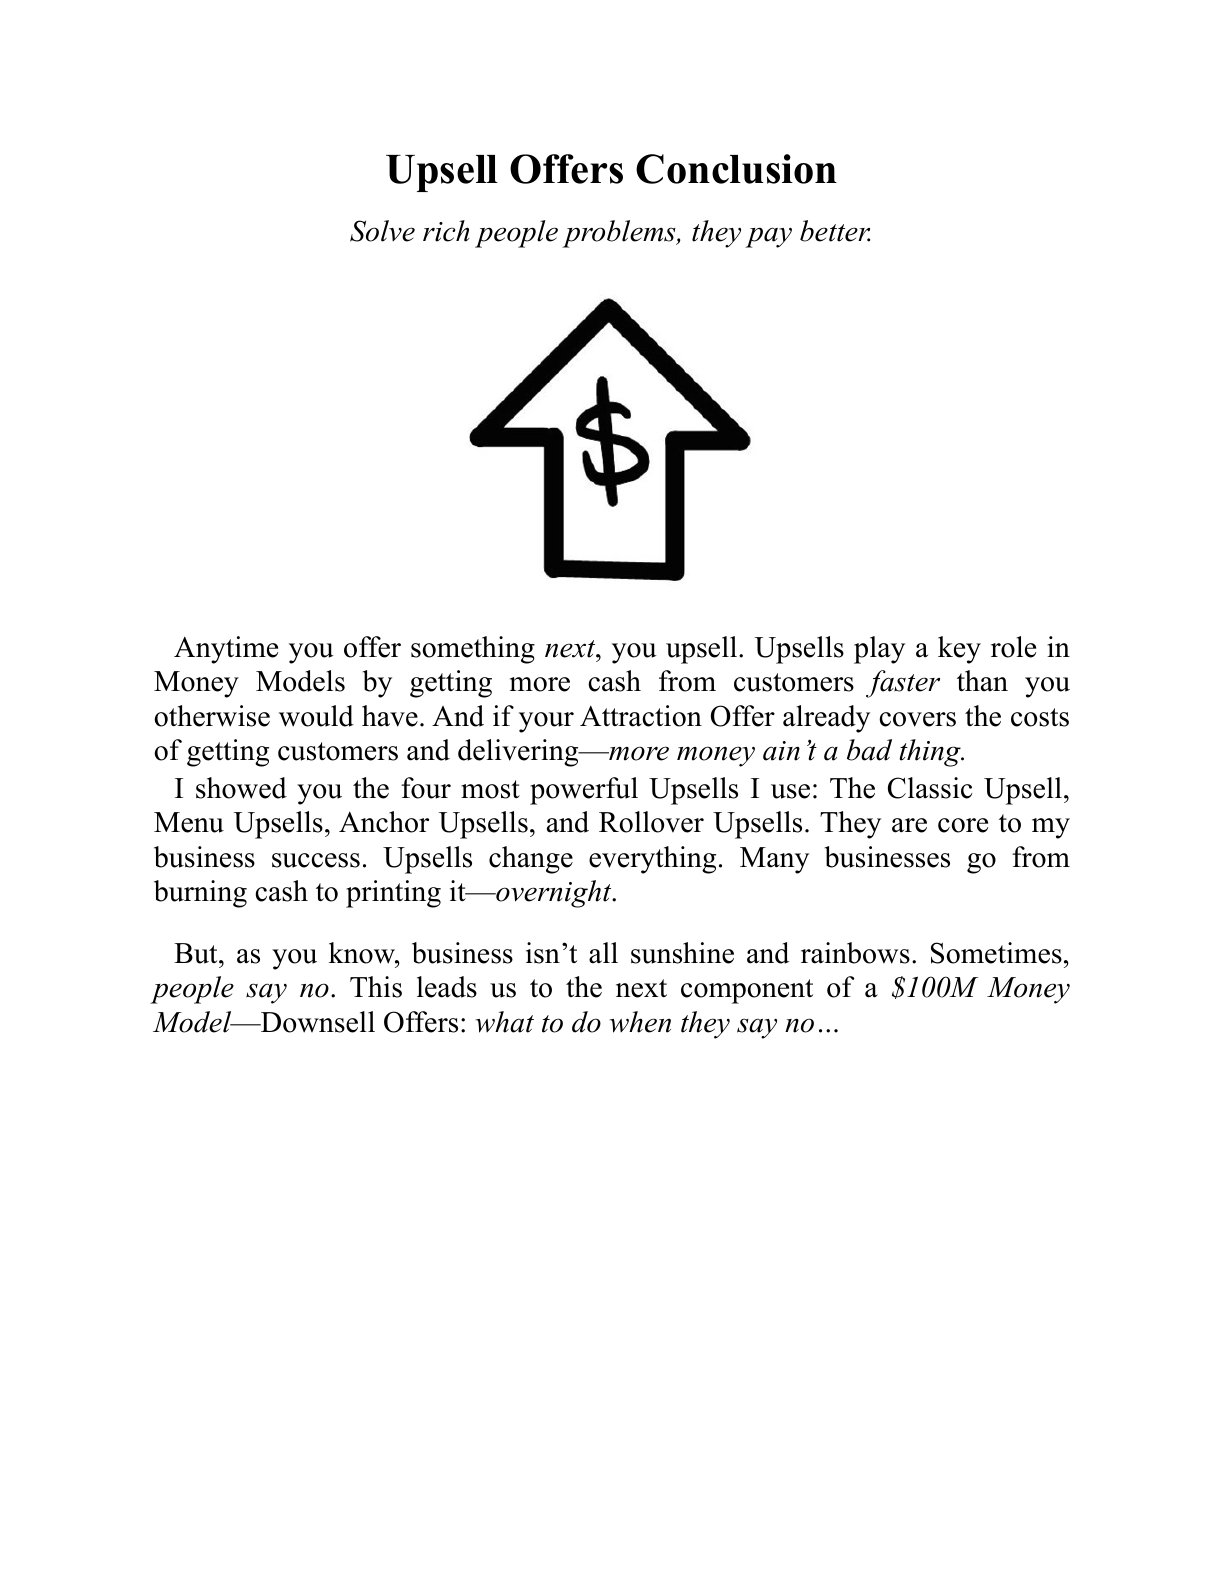 Upsell Offers Conclusion
Solve rich people problems, they pay better.
$
Anytime you offer something next, you upsell. Upsells play a key role in
Money Models by getting more cash from customers faster than you
otherwise would have. And if your Attraction Offer already covers the costs
of getting customers and delivering—more money ain’t a bad thing.
I showed you the four most powerful Upsells I use: The Classic Upsell,
Menu Upsells, Anchor Upsells, and Rollover Upsells. They are core to my
business success. Upsells change everything. Many businesses go from
burning cash to printing it—overnight.
But, as you know, business isn’t all sunshine and rainbows. Sometimes,
people say no. This leads us to the next component of a $100M Money
Model—Downsell Offers: what to do when they say no…